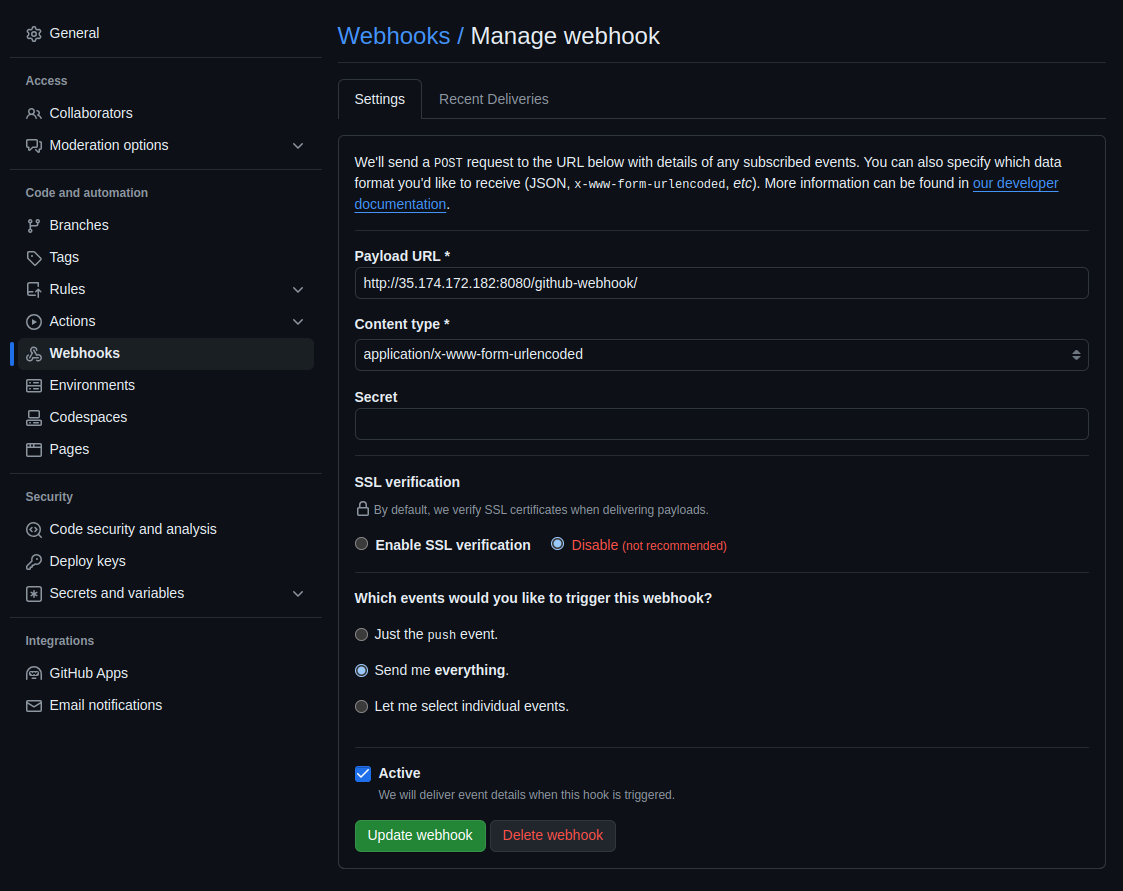 General
Access
Collaborators
Moderation options
Code and automation
Branches
Tags
Rules
Actions
Webhooks
Environments
Codespaces
Pages
Security
Code security and analysis
Deploy keys
Secrets and variables
Integrations
GitHub Apps
Email notifications
Webhooks / Manage webhook
Settings
Recent Deliveries
We'll send a POST request to the URL below with details of any subscribed events. You can also specify which data
format you'd like to receive (JSON, x-www-form-urlencoded, etc). More information can be found in our developer
documentation.
Payload URL *
http://35.174.172.182:8080/github-webhook/
Content type *
application/x-www-form-urlencoded
Secret
SSL verification
By default, we verify SSL certificates when delivering payloads.
Enable SSL verification Disable (not recommended)
Which events would you like to trigger this webhook?
Just the push event.
Send me everything.
Let me select individual events.
Active
We will deliver event details when this hook is triggered.
Update webhook Delete webhook